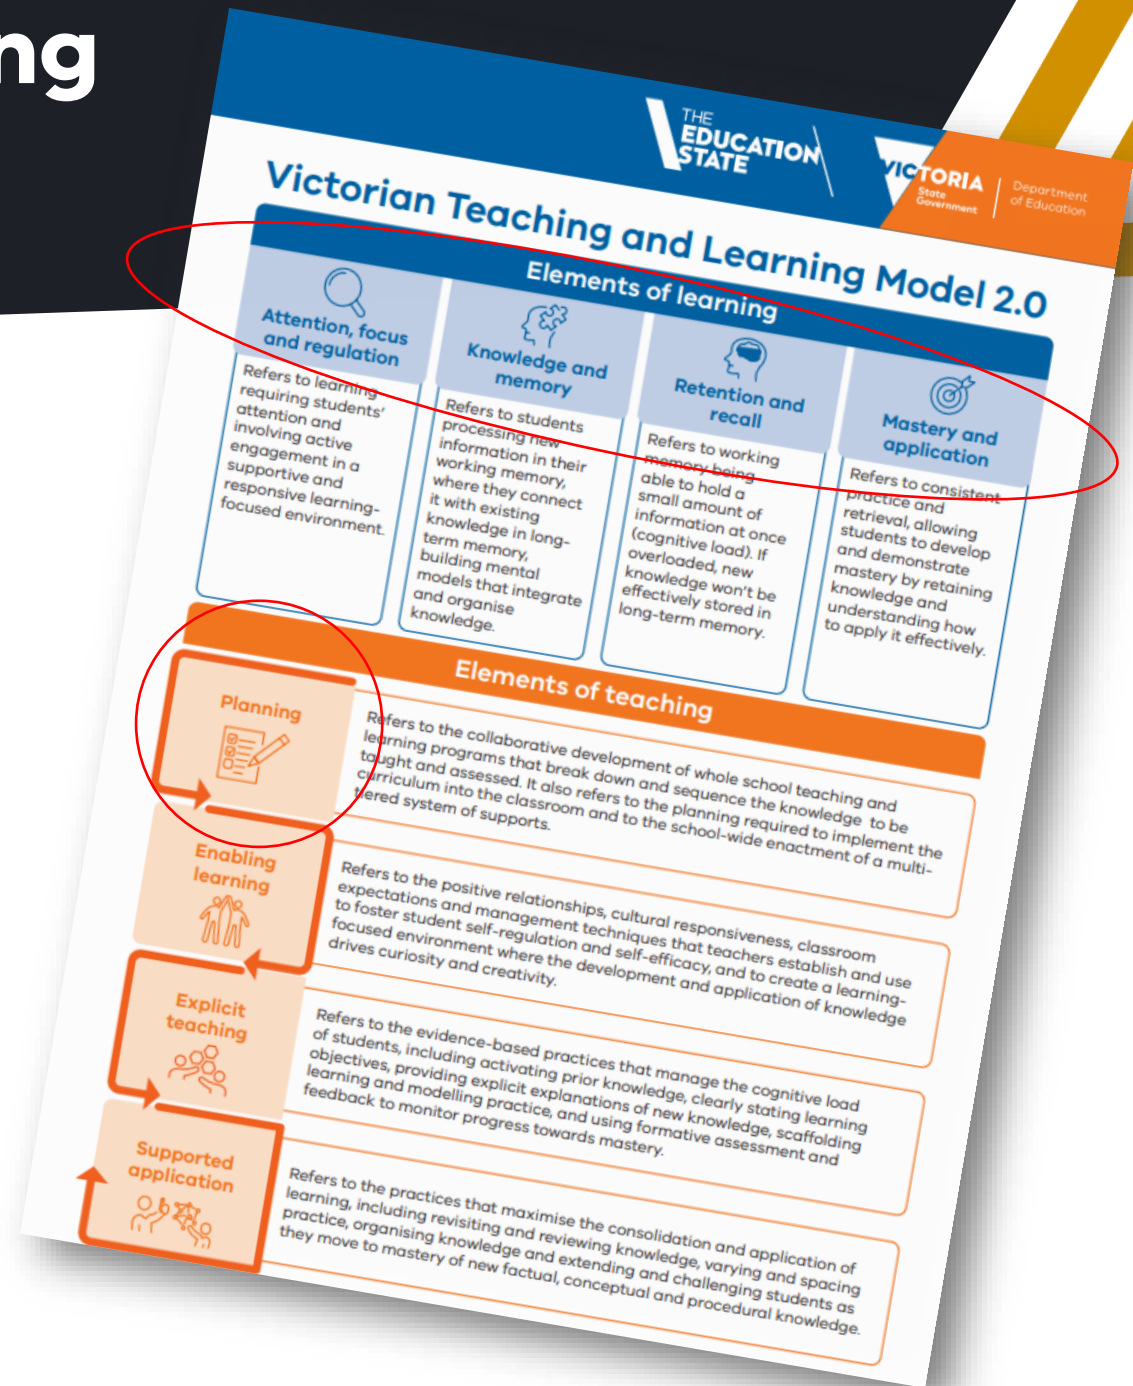 ng
THE
EDUCATION
STATE
VICTORIA
State
Government
Department
of Education
Victorian Teaching and Learning Model 2.0
Elements of learning
Attention, focus
and regulation
Refers to learning
requiring students'
attention and
involving active
engagement in a
supportive and
responsive learning-
focused environment.
Knowledge and
memory
Refers to students
processing new
information in their
working memory,
where they connect
it with existing
knowledge in long-
term memory,
building mental
models that integrate
and organise
knowledge.
Retention and
recall
Refers to working
memory being
able to hold a
small amount of
information at once
(cognitive load). If
overloaded, new
knowledge won't be
effectively stored in
long-term memory.
Mastery and
application
Refers to consistent
practice and
retrieval, allowing
students to develop
and demonstrate
mastery by retaining
knowledge and
understanding how
to apply it effectively.
Elements of teaching
Planning
Refers to the collaborative development of whole school teaching and
learning programs that break down and sequence the knowledge to be
taught and assessed. It also refers to the planning required to implement the
curriculum into the classroom and to the school-wide enactment of a multi-
tiered system of supports.
Enabling
learning
Refers to the positive relationships, cultural responsiveness, classroom
expectations and management techniques that teachers establish and use
to foster student self-regulation and self-efficacy, and to create a learning-
focused environment where the development and application of knowledge
drives curiosity and creativity.
Explicit
teaching
Refers to the evidence-based practices that manage the cognitive load
of students, including activating prior knowledge, clearly stating learning
objectives, providing explicit explanations of new knowledge, scaffolding
learning and modelling practice, and using formative assessment and
feedback to monitor progress towards mastery.
Supported
application
Refers to the practices that maximise the consolidation and application of
learning, including revisiting and reviewing knowledge, varying and spacing
practice, organising knowledge and extending and challenging students as
they move to mastery of new factual, conceptual and procedural knowledge.